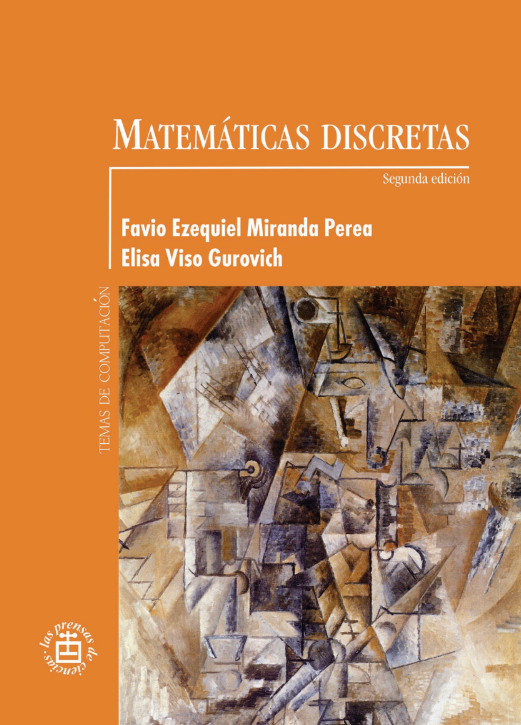 MATEMÁTICAS DISCRETAS
Segunda edición
Favio Ezequiel Miranda Perea
Elisa Viso Gurovich
TEMAS DE COMPUTACIÓN
· las prensas de ciencias